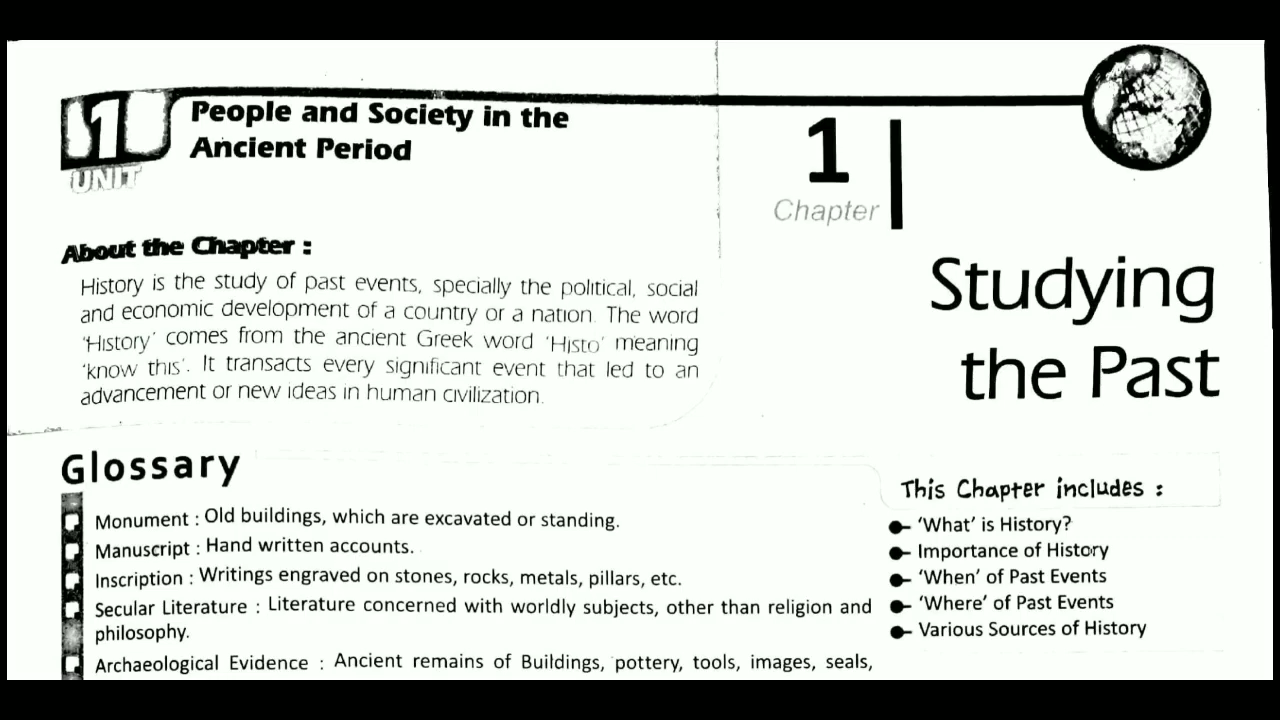 1
UNIT
People and Society in the
Ancient Period
1
Chapter
Studying
the Past
About the Chapter :
History is the study of past events, specially the political, social
and economic development of a country or a nation. The word
'History' comes from the ancient Greek word 'Histo' meaning
'know this'. It transacts every significant event that led to an
advancement or new ideas in human civilization.
Glossary
Monument : Old buildings, which are excavated or standing.
Manuscript : Hand written accounts.
Inscription : Writings engraved on stones, rocks, metals, pillars, etc.
Secular Literature : Literature concerned with worldly subjects, other than religion and
philosophy.
Archaeological Evidence : Ancient remains of Buildings, pottery, tools, images, seals,
This Chapter includes :
'What' is History?
Importance of History
'When' of Past Events
'Where' of Past Events
Various Sources of History